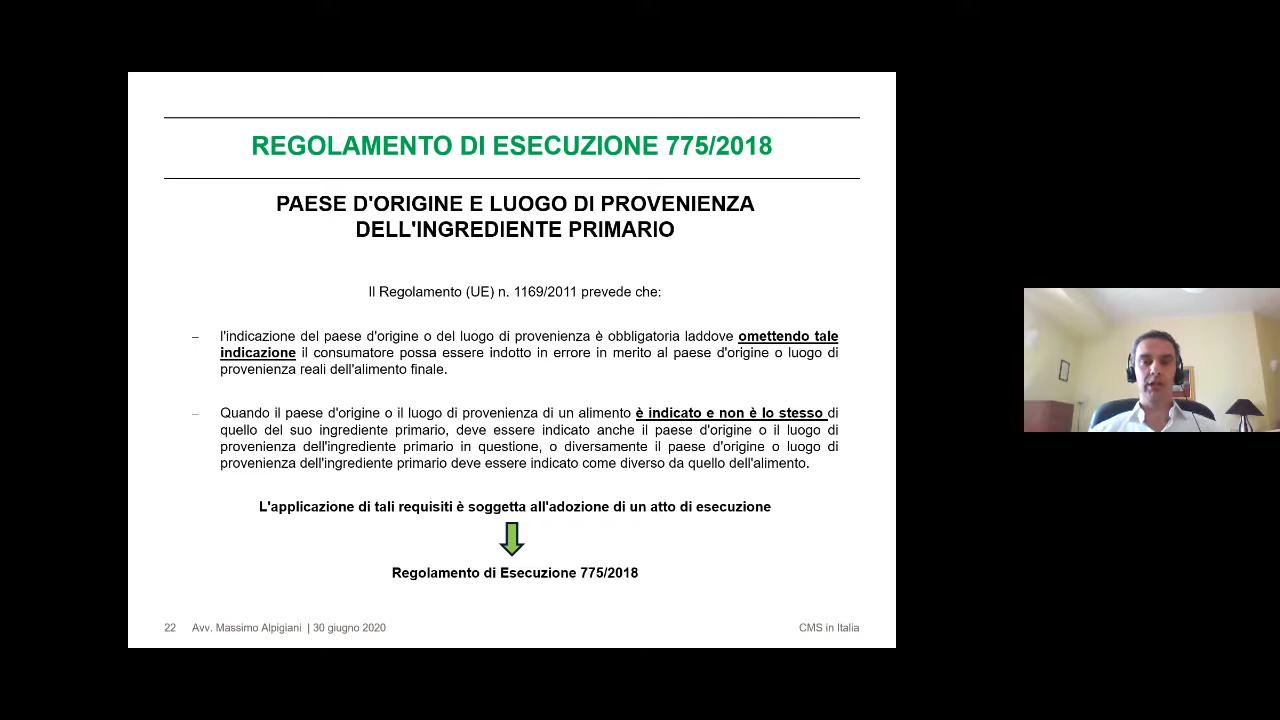 REGOLAMENTO DI ESECUZIONE 775/2018
PAESE D'ORIGINE E LUOGO DI PROVENIENZA
DELL'INGREDIENTE PRIMARIO
Il Regolamento (UE) n. 1169/2011 prevede che:
– l'indicazione del paese d'origine o del luogo di provenienza è obbligatoria laddove omettendo tale
indicazione il consumatore possa essere indotto in errore in merito al paese d'origine o luogo di
provenienza reali dell'alimento finale.
– Quando il paese d'origine o il luogo di provenienza di un alimento è indicato e non è lo stesso di
quello del suo ingrediente primario, deve essere indicato anche il paese d'origine o il luogo di
provenienza dell'ingrediente primario in questione, o diversamente il paese d'origine o luogo di
provenienza dell'ingrediente primario deve essere indicato come diverso da quello dell'alimento.
L'applicazione di tali requisiti è soggetta all'adozione di un atto di esecuzione
Regolamento di Esecuzione 775/2018
22 Avv. Massimo Alpigiani | 30 giugno 2020 CMS in Italia